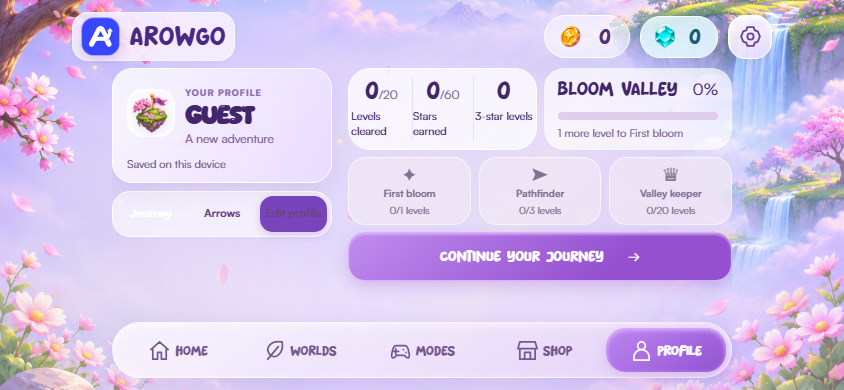 AROWGO
0
0
YOUR PROFILE
GUEST
A new adventure
Saved on this device
Journey
Arrows
Edit profile
0/20
Levels
cleared
0/60
Stars
earned
0
3-star levels
BLOOM VALLEY 0%
1 more level to First bloom
First bloom
0/1 levels
Pathfinder
0/3 levels
Valley keeper
0/20 levels
CONTINUE YOUR JOURNEY →
HOME
WORLDS
MODES
SHOP
PROFILE